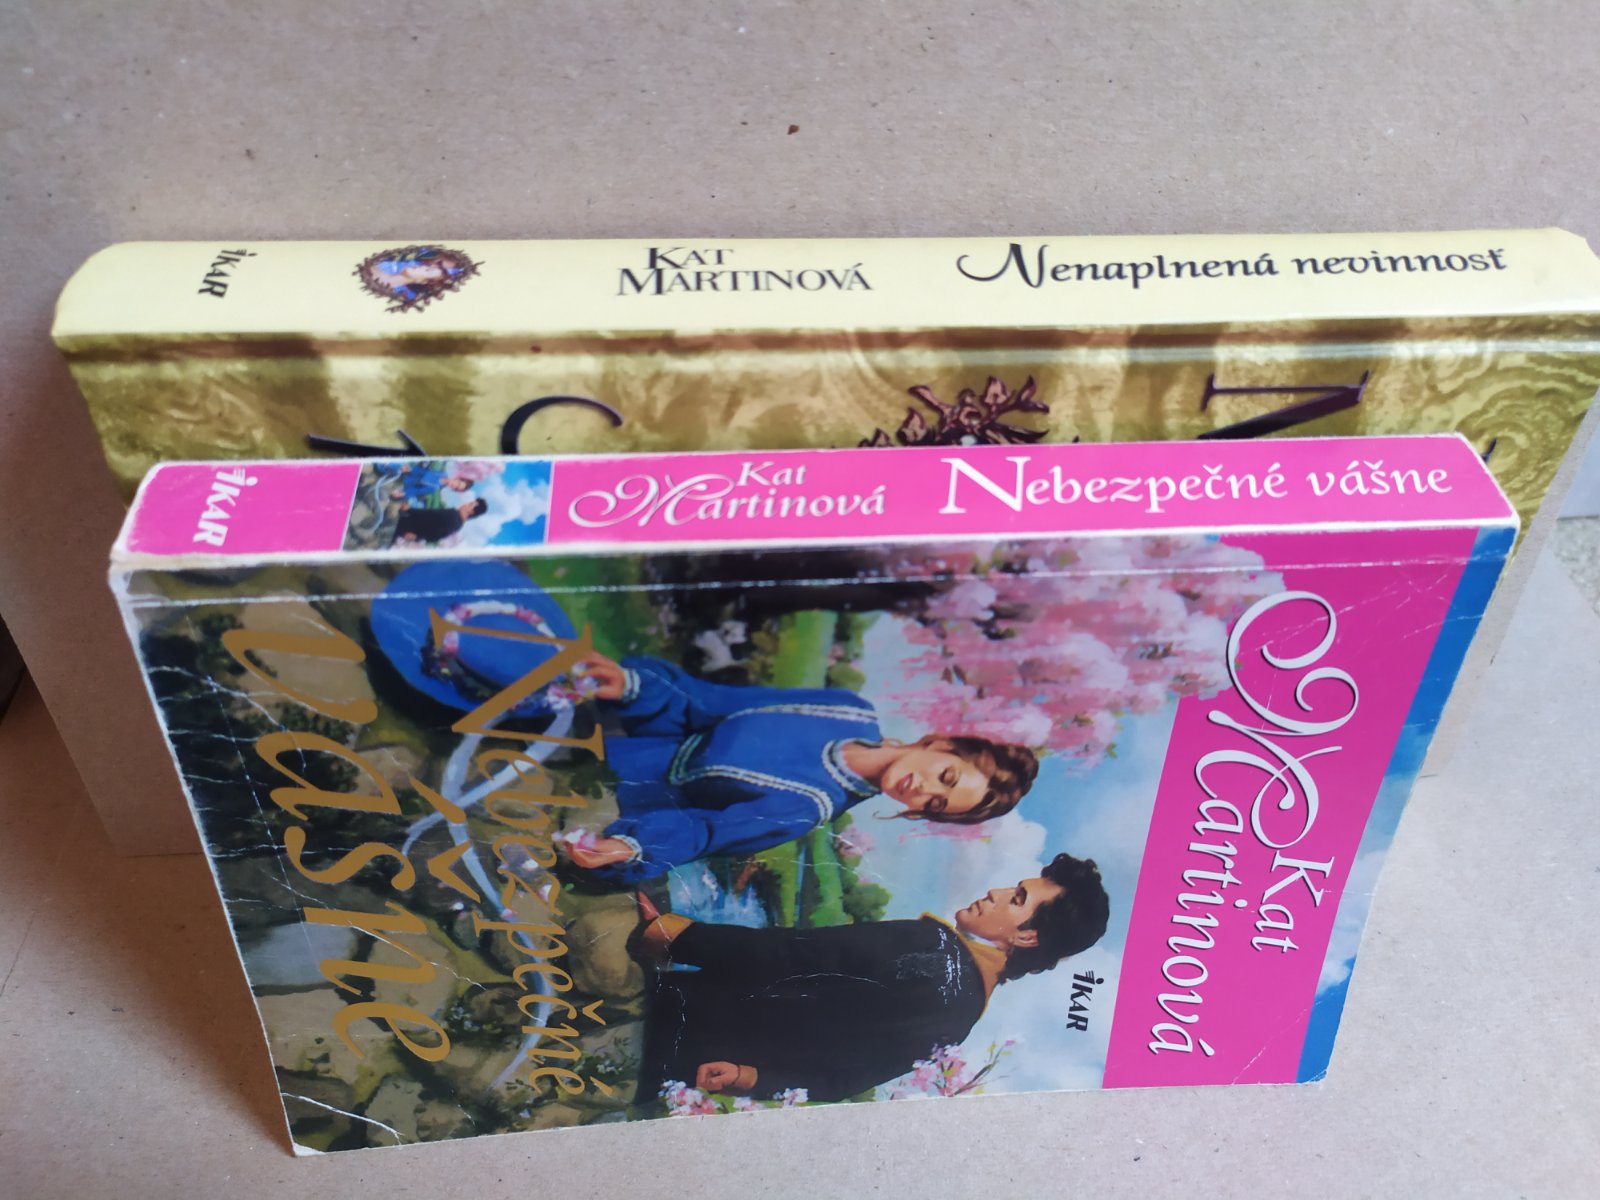 IKAR
KAT
MARTINOVÁ
Nenaplnená nevinnosť
N
IKAR
Kat
Martinová
Nebezpečné vášne
Kat
Martinová
IKAR
Nebezpečné
vášne